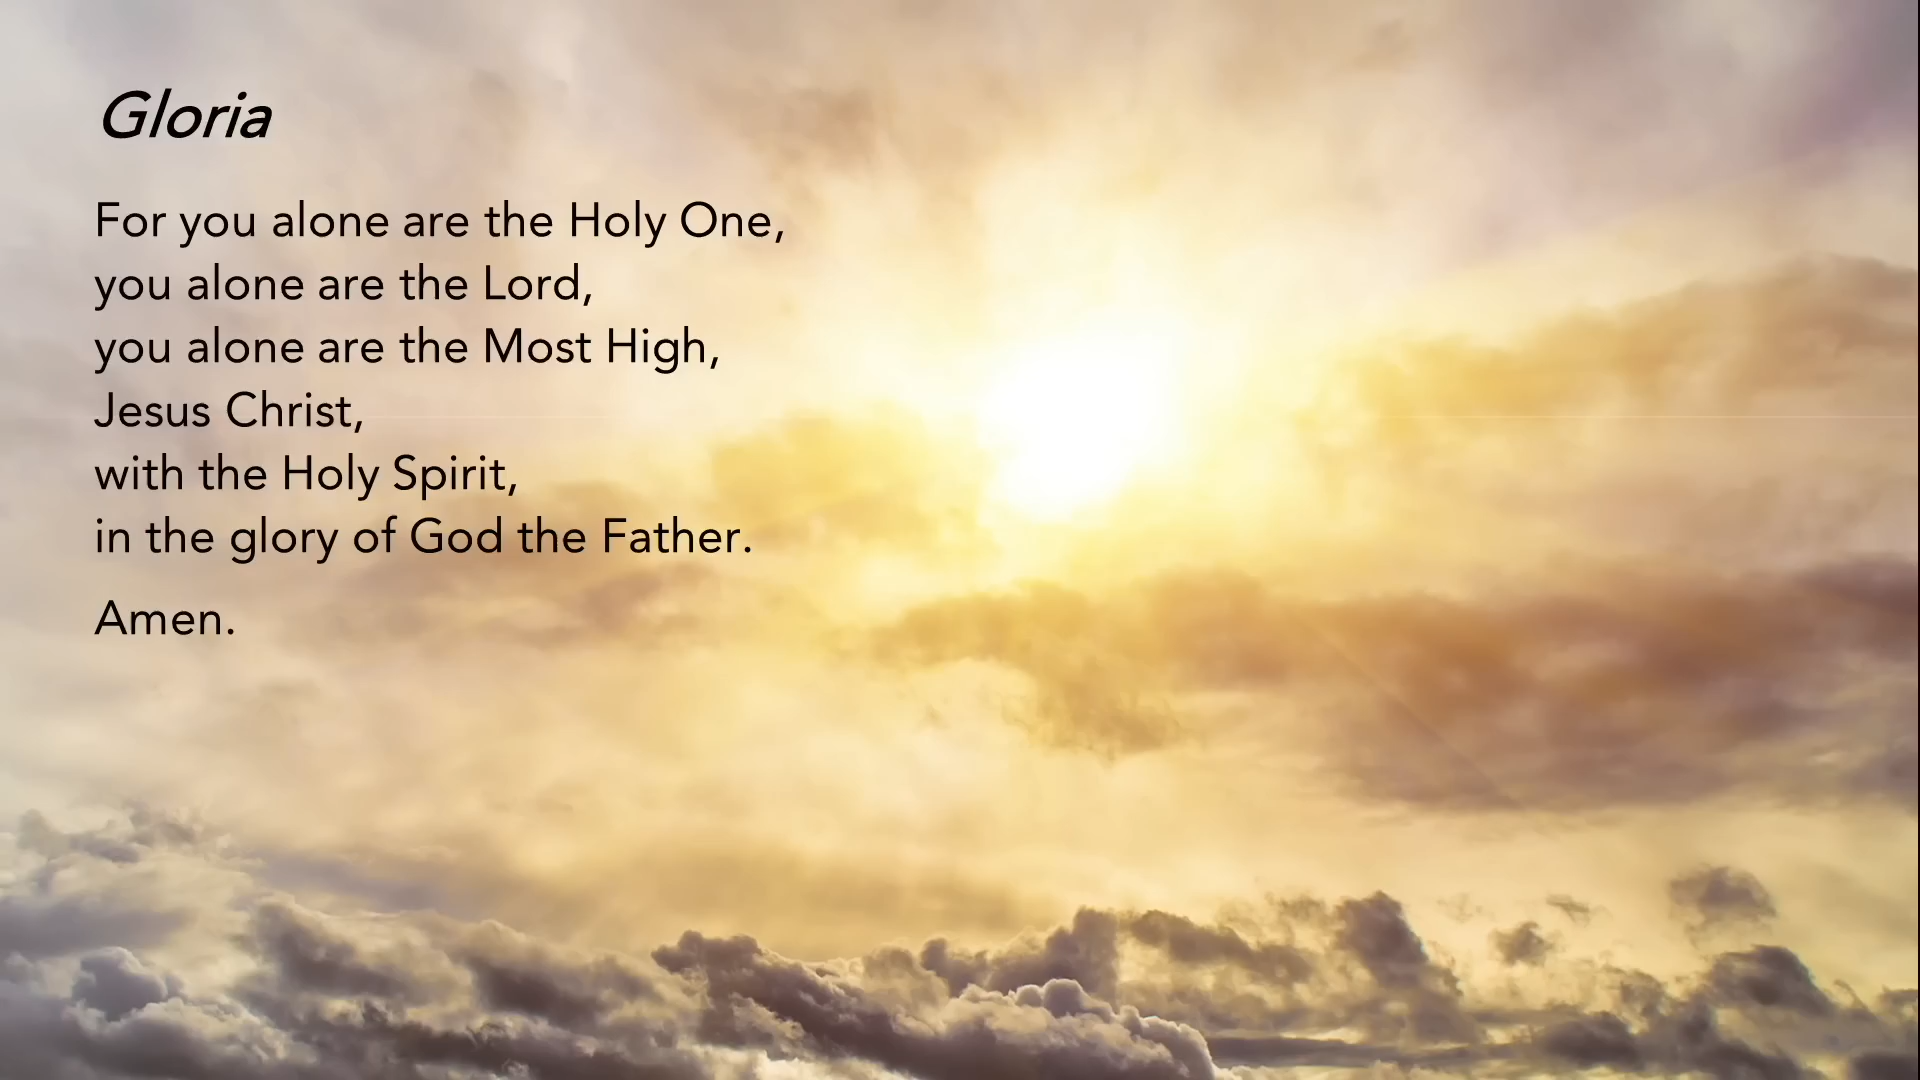 Gloria
For you alone are the Holy One,
you alone are the Lord,
you alone are the Most High,
Jesus Christ,
with the Holy Spirit,
in the glory of God the Father.
Amen.